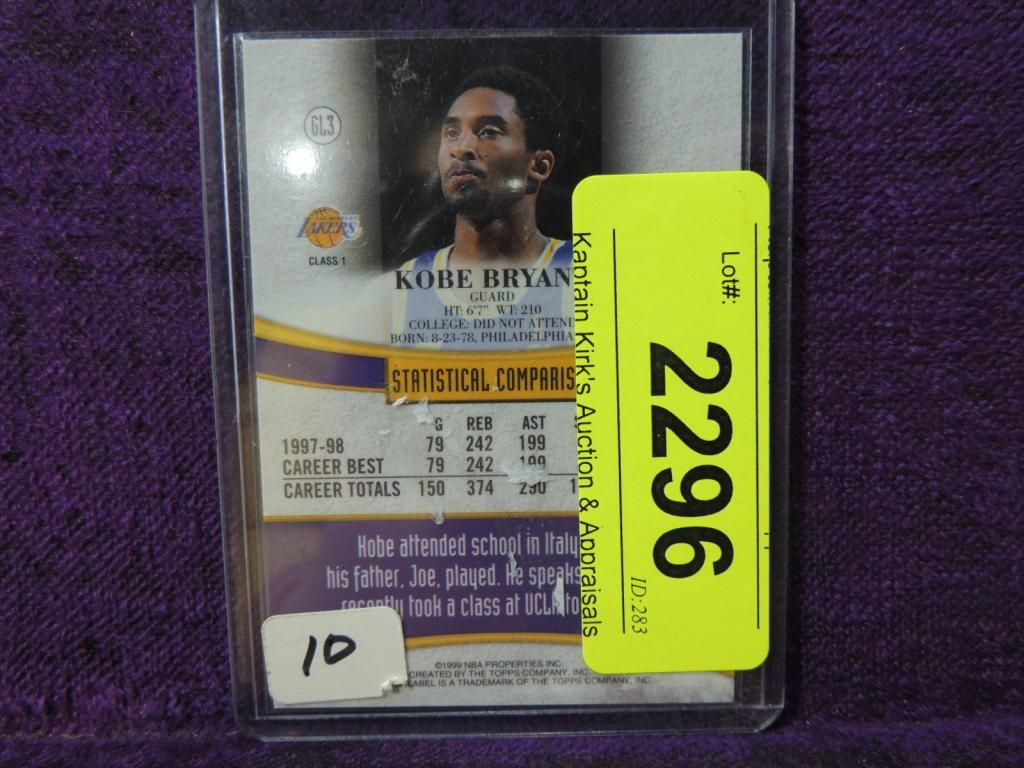 GL3
LAKERS
CLASS 1
KOBE BRYAN
GUARD
HT: 6'7" WT: 210
COLLEGE: DID NOT ATTEND
BORN: 8-23-78, PHILADELPHIA
STATISTICAL COMPARIS
G REB AST
1997-98 79 242 199
CAREER BEST 79 242 199
CAREER TOTALS 150 374 290 1
Kobe attended school in Italy
his father, Joe, played. He speaks
recently took a class at UCLA to
©1999 NBA PROPERTIES INC.
CREATED BY THE TOPPS COMPANY, INC.
LABEL IS A TRADEMARK OF THE TOPPS COMPANY, INC.
10
Lot#:
2296
ID:283
Kaptain Kirk's Auction & Appraisals